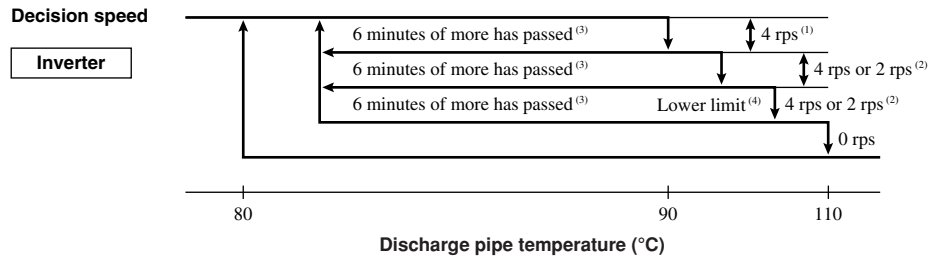 Decision speed
Inverter
6 minutes of more has passed (3)
4 rps (1)
6 minutes of more has passed (3)
4 rps or 2 rps (2)
6 minutes of more has passed (3)
Lower limit (4)
4 rps or 2 rps (2)
0 rps
80
90
110
Discharge pipe temperature (°C)